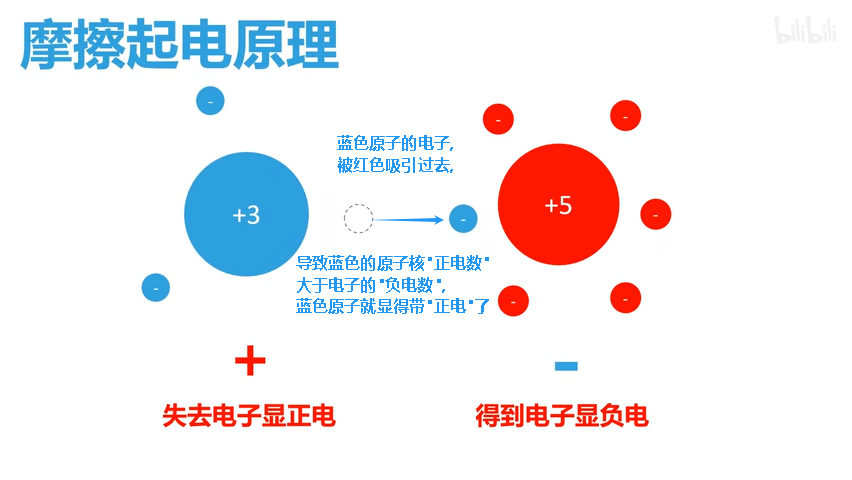 摩擦起电原理
bilibili
-
-
-
蓝色原子的电子,
被红色吸引过去,
+3
+5
-
-
导致蓝色的原子核"正电数"
大于电子的"负电数",
蓝色原子就显得带"正电"了
-
-
-
+
-
失去电子显正电
得到电子显负电